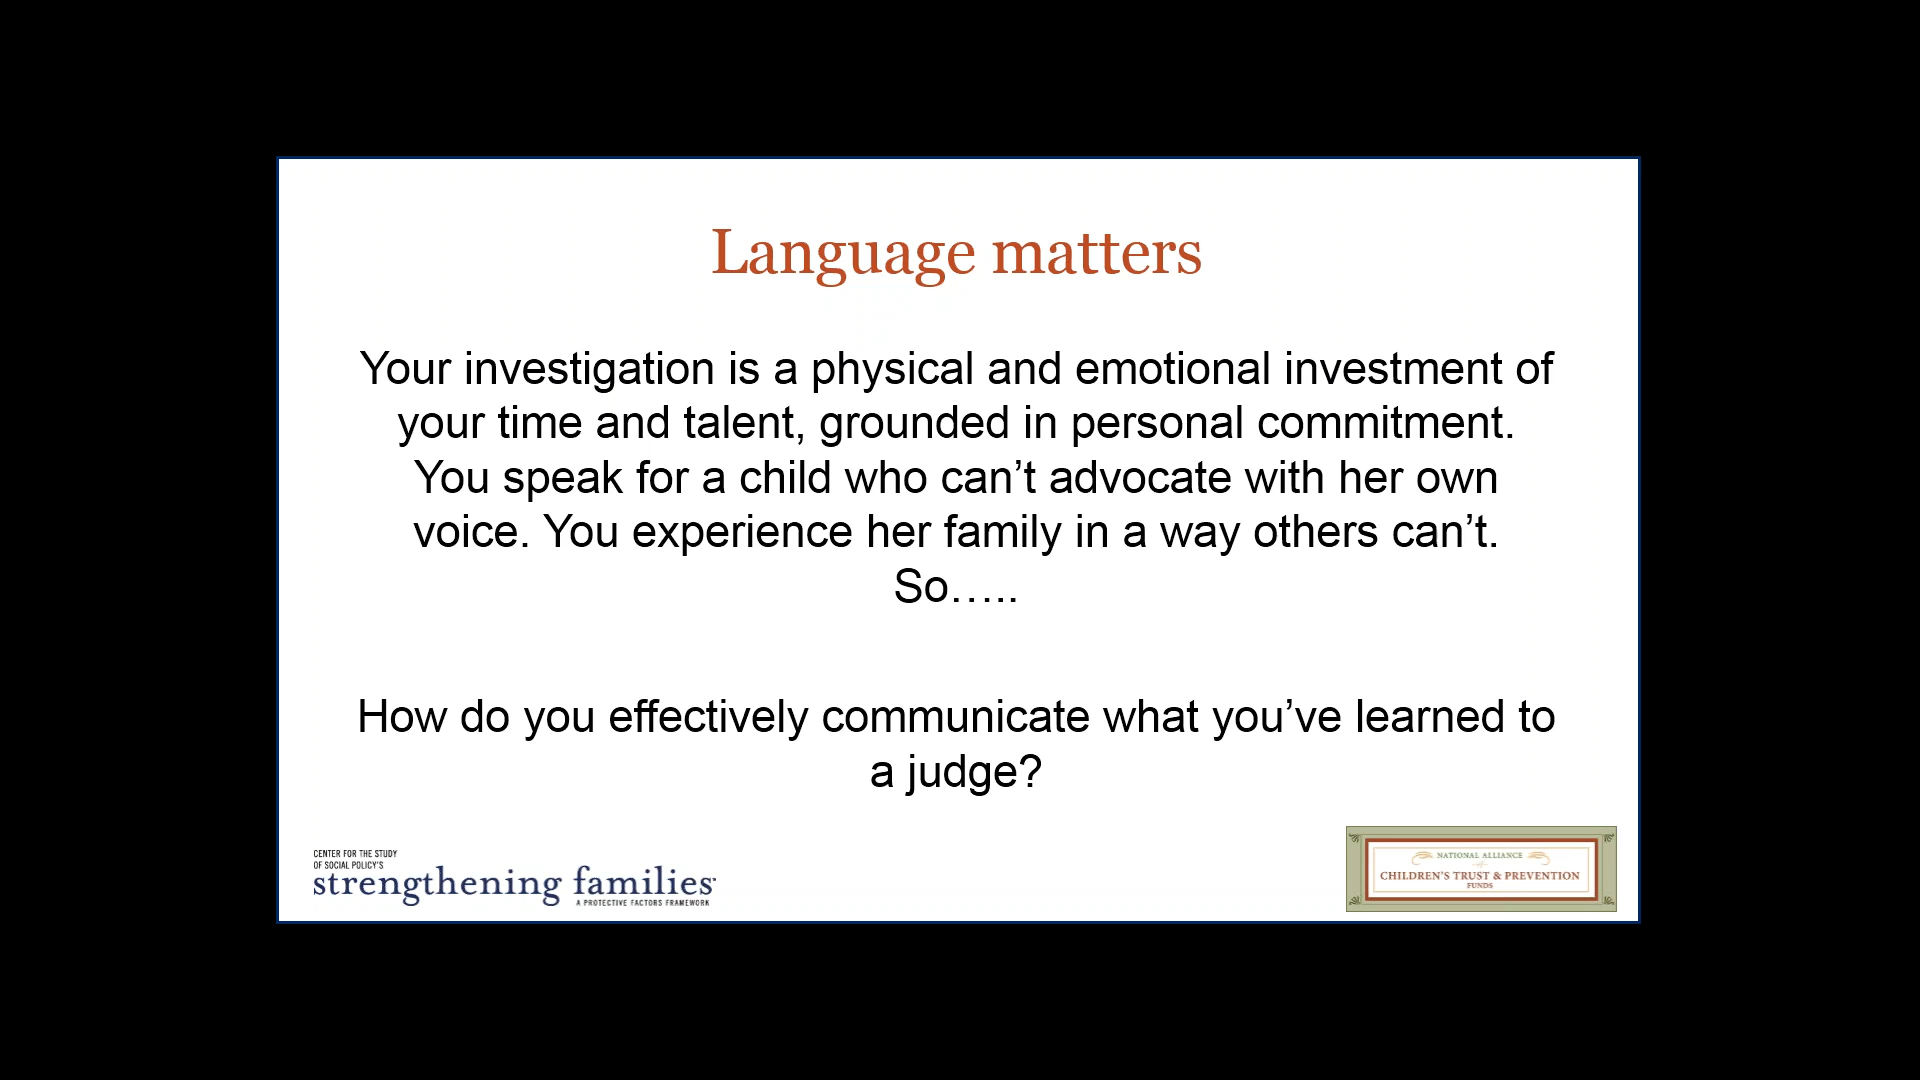 Language matters
Your investigation is a physical and emotional investment of
your time and talent, grounded in personal commitment.
You speak for a child who can’t advocate with her own
voice. You experience her family in a way others can’t.
So…..
How do you effectively communicate what you’ve learned to
a judge?
CENTER FOR THE STUDY
OF SOCIAL POLICY'S
strengthening families
A PROTECTIVE FACTORS FRAMEWORK
NATIONAL ALLIANCE
CHILDREN'S TRUST & PREVENTION
FUNDS